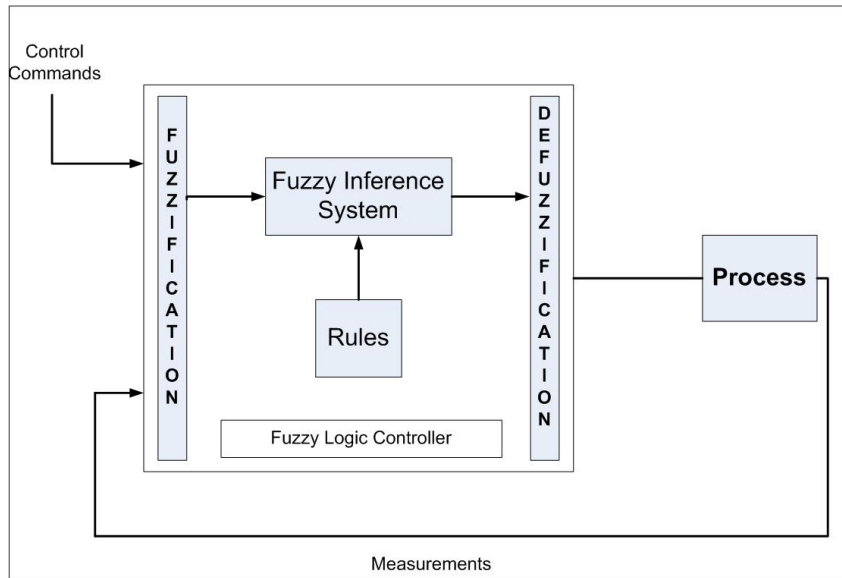 Control
Commands
FUZZIFICATION
Fuzzy Inference
System
Rules
Fuzzy Logic Controller
DEFUZZIFICATION
Process
Measurements